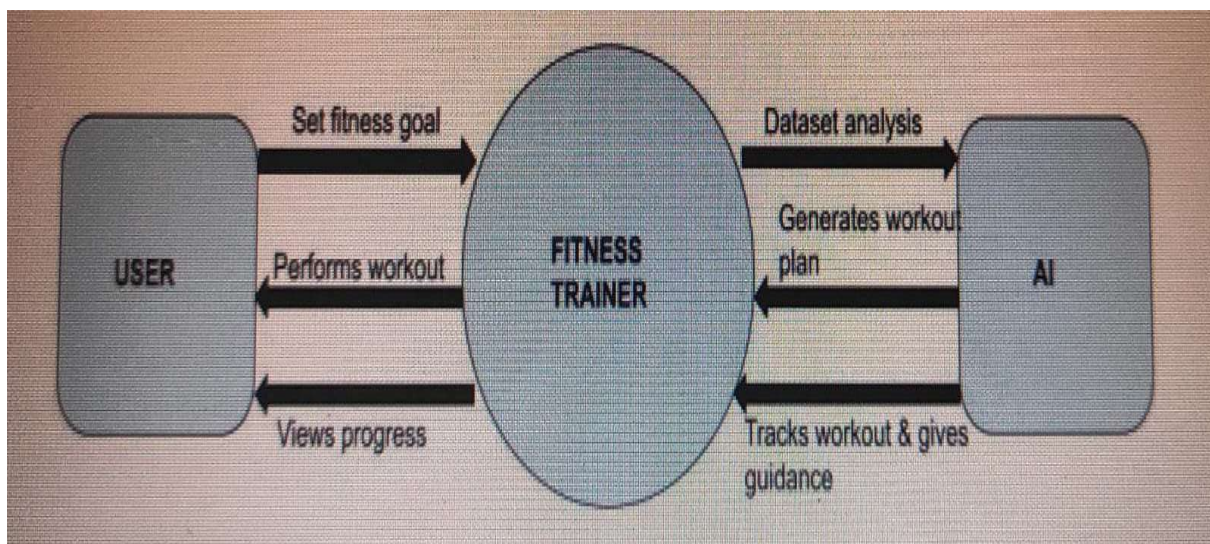 Set fitness goal
Dataset analysis
Generates workout
plan
USER
Performs workout
FITNESS
TRAINER
AI
Views progress
Tracks workout & gives
guidance